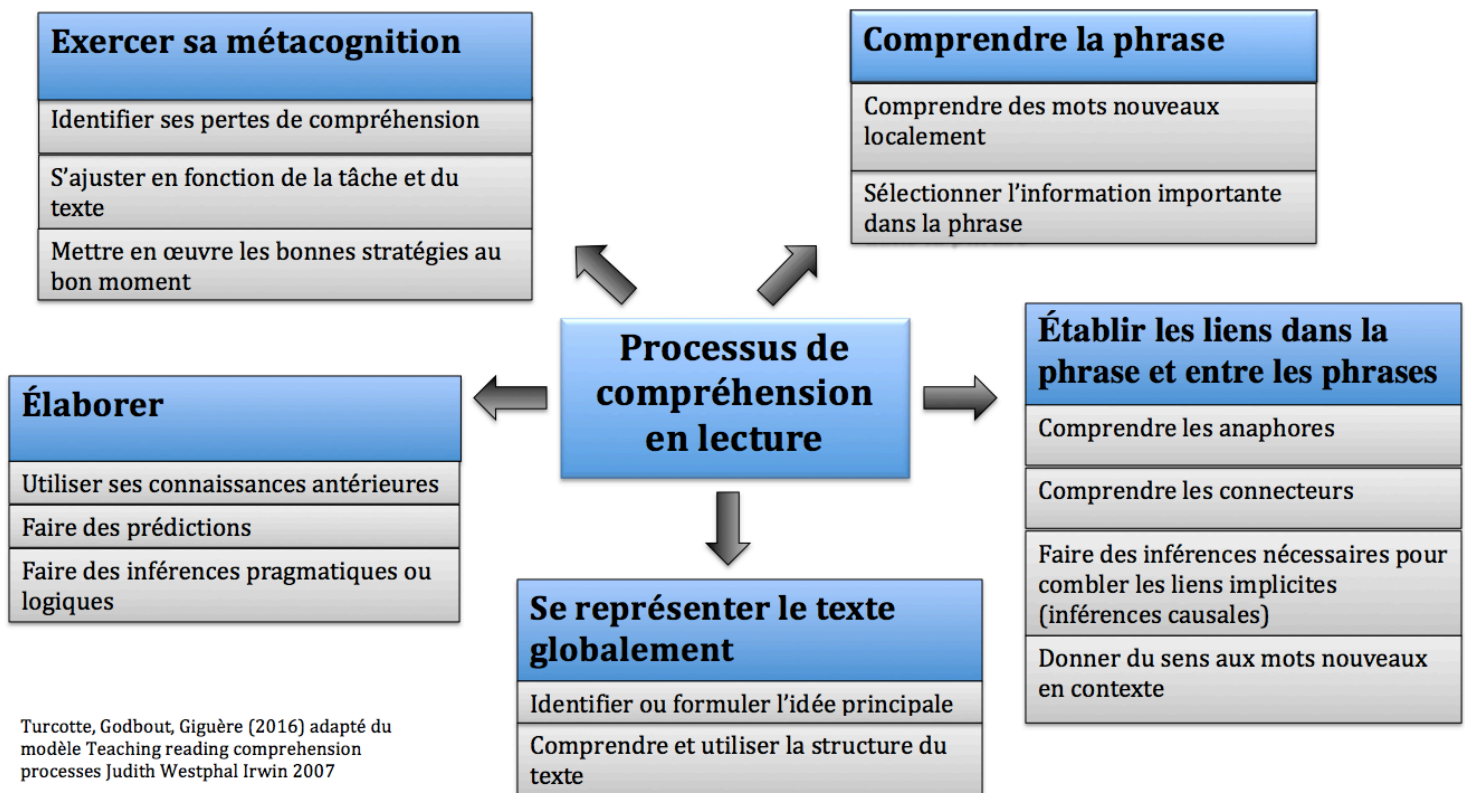 Exercer sa métacognition
Identifier ses pertes de compréhension
S'ajuster en fonction de la tâche et du
texte
Mettre en œuvre les bonnes stratégies au
bon moment
Comprendre la phrase
Comprendre des mots nouveaux
localement
Sélectionner l'information importante
dans la phrase
Processus de
compréhension
en lecture
Établir les liens dans la
phrase et entre les phrases
Comprendre les anaphores
Comprendre les connecteurs
Faire des inférences nécessaires pour
combler les liens implicites
(inférences causales)
Donner du sens aux mots nouveaux
en contexte
Élaborer
Utiliser ses connaissances antérieures
Faire des prédictions
Faire des inférences pragmatiques ou
logiques
Se représenter le texte
globalement
Identifier ou formuler l'idée principale
Comprendre et utiliser la structure du
texte
Turcotte, Godbout, Giguère (2016) adapté du
modèle Teaching reading comprehension
processes Judith Westphal Irwin 2007